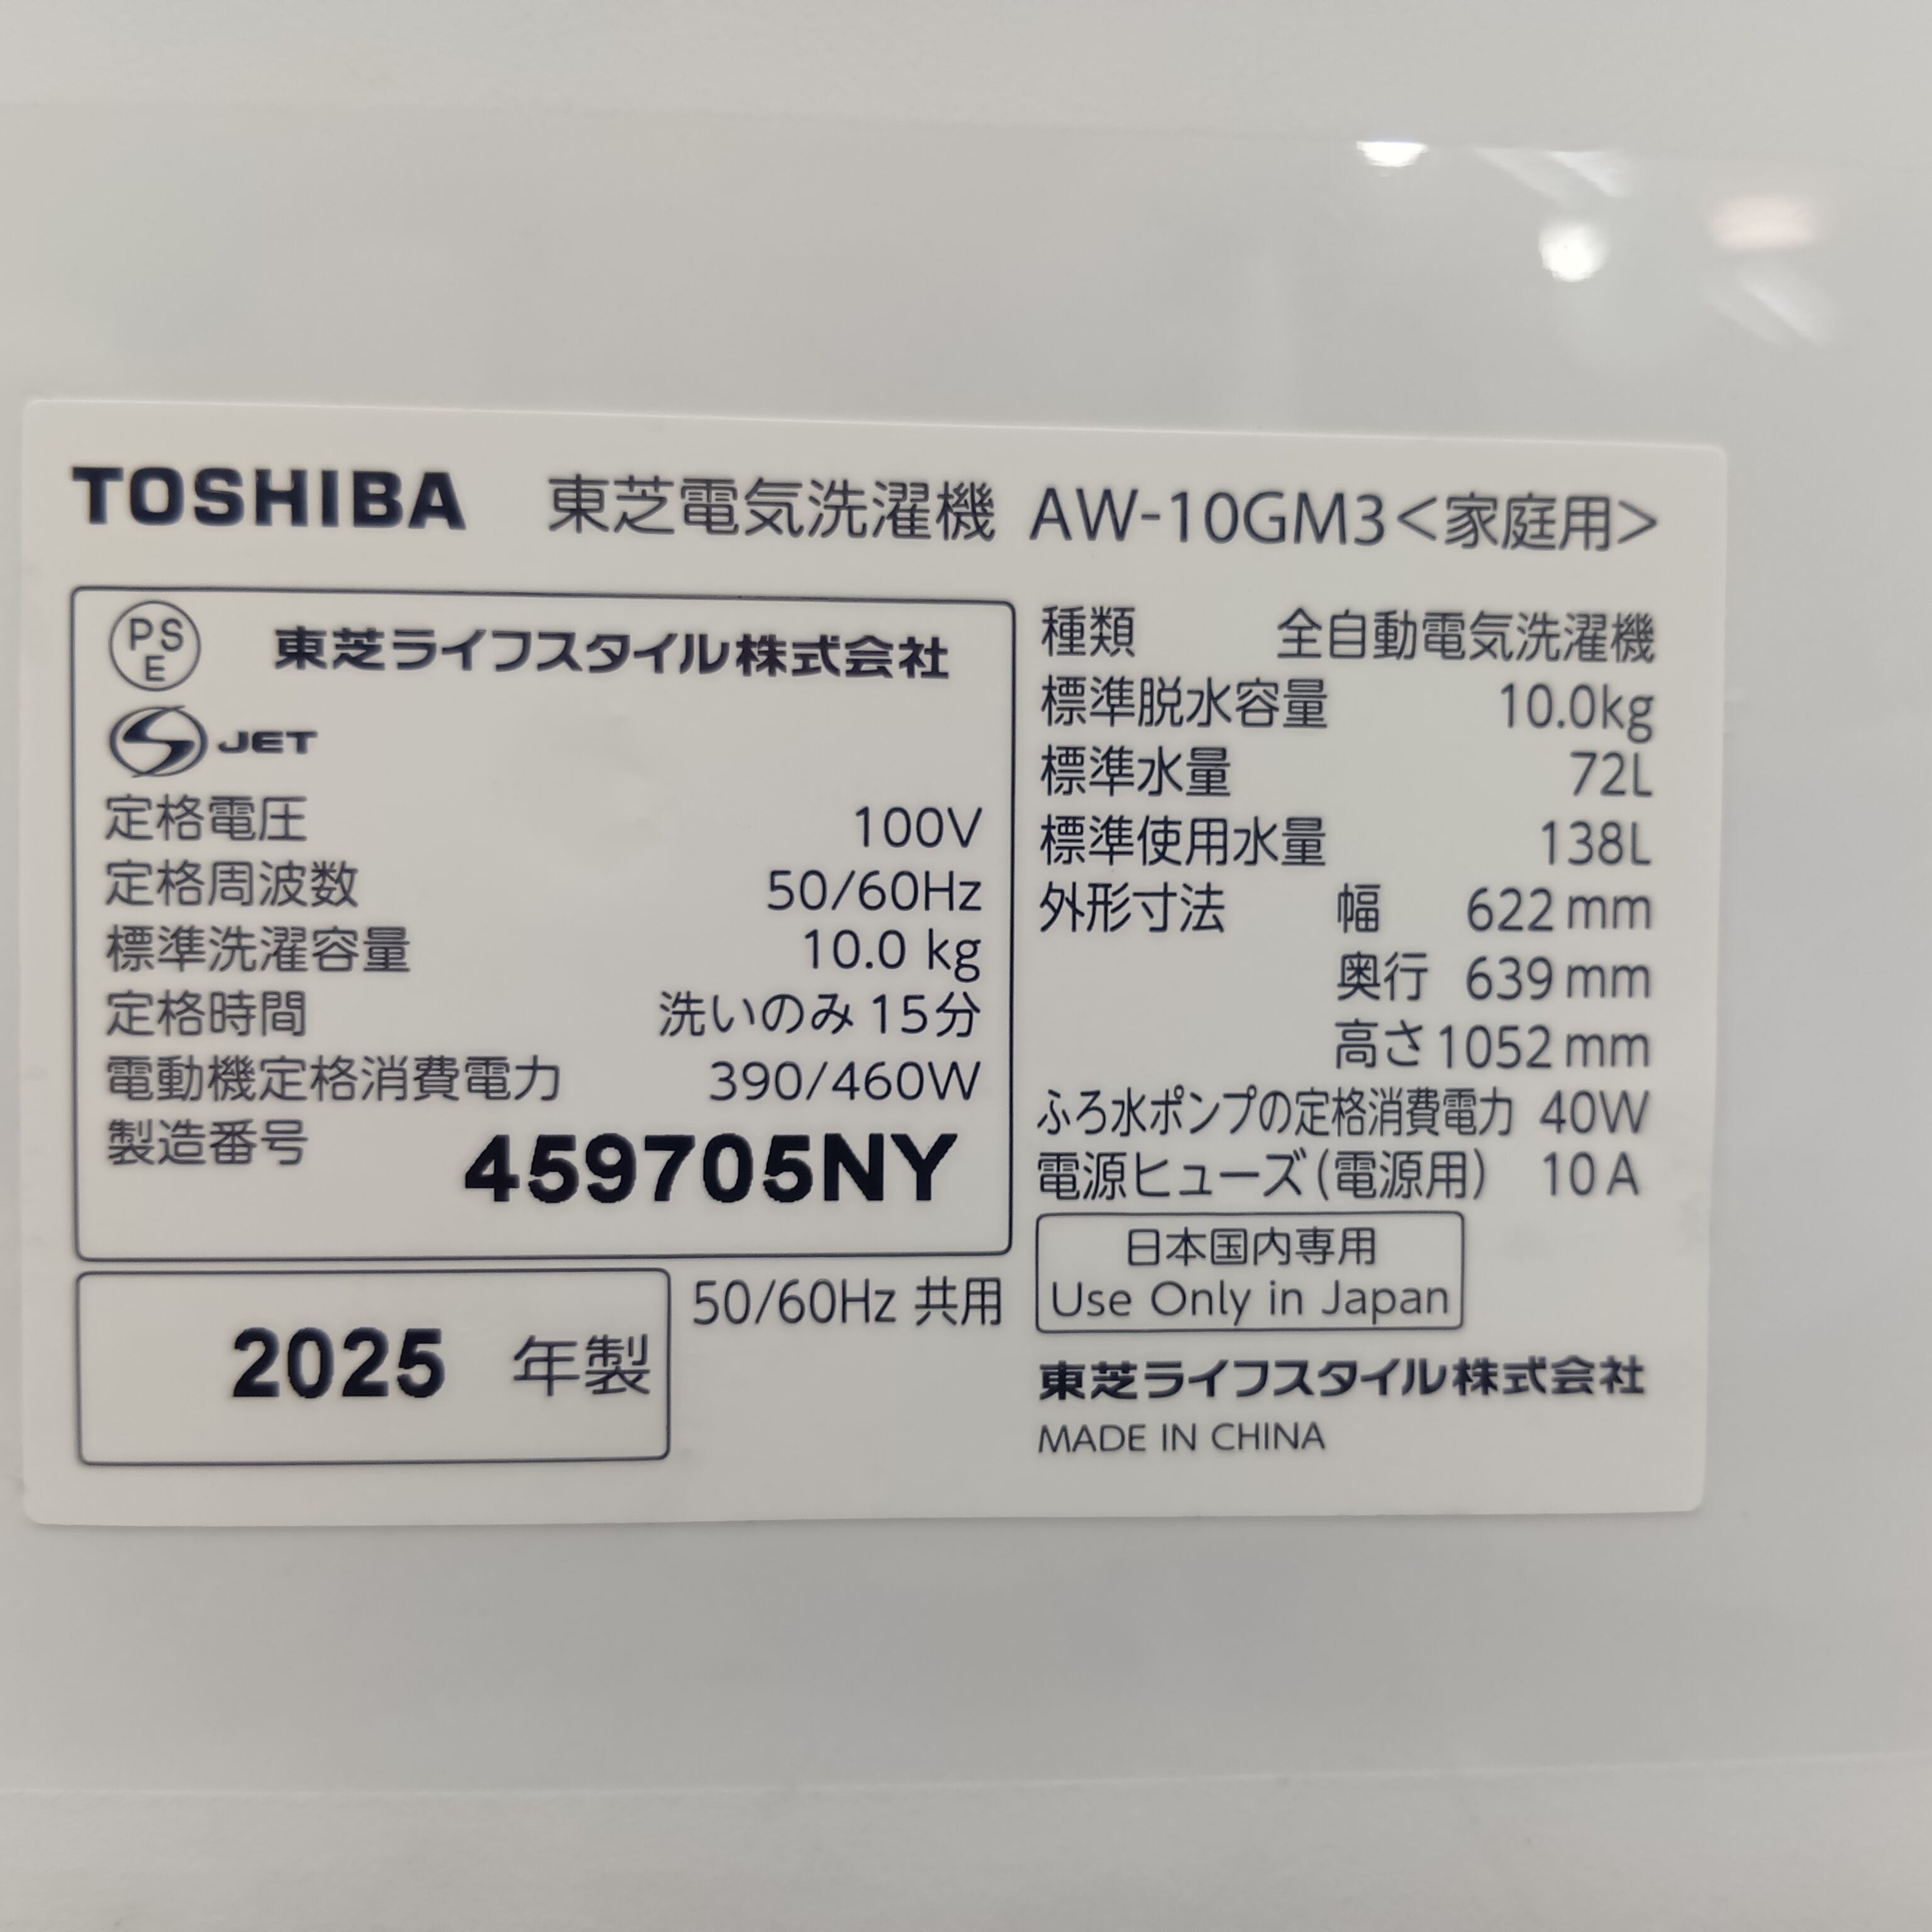 TOSHIBA 東芝電気洗濯機 AW-10GM3<家庭用>
PSE 東芝ライフスタイル株式会社
S JET
定格電圧 100V
定格周波数 50/60Hz
標準洗濯容量 10.0 kg
定格時間 洗いのみ 15分
電動機定格消費電力 390/460W
製造番号 459705NY
2025 年製
50/60Hz 共用
種類 全自動電気洗濯機
標準脱水容量 10.0kg
標準水量 72L
標準使用水量 138L
外形寸法 幅 622 mm
奥行 639 mm
高さ 1052 mm
ふろ水ポンプの定格消費電力 40W
電源ヒューズ(電源用) 10 A
日本国内専用
Use Only in Japan
東芝ライフスタイル株式会社
MADE IN CHINA